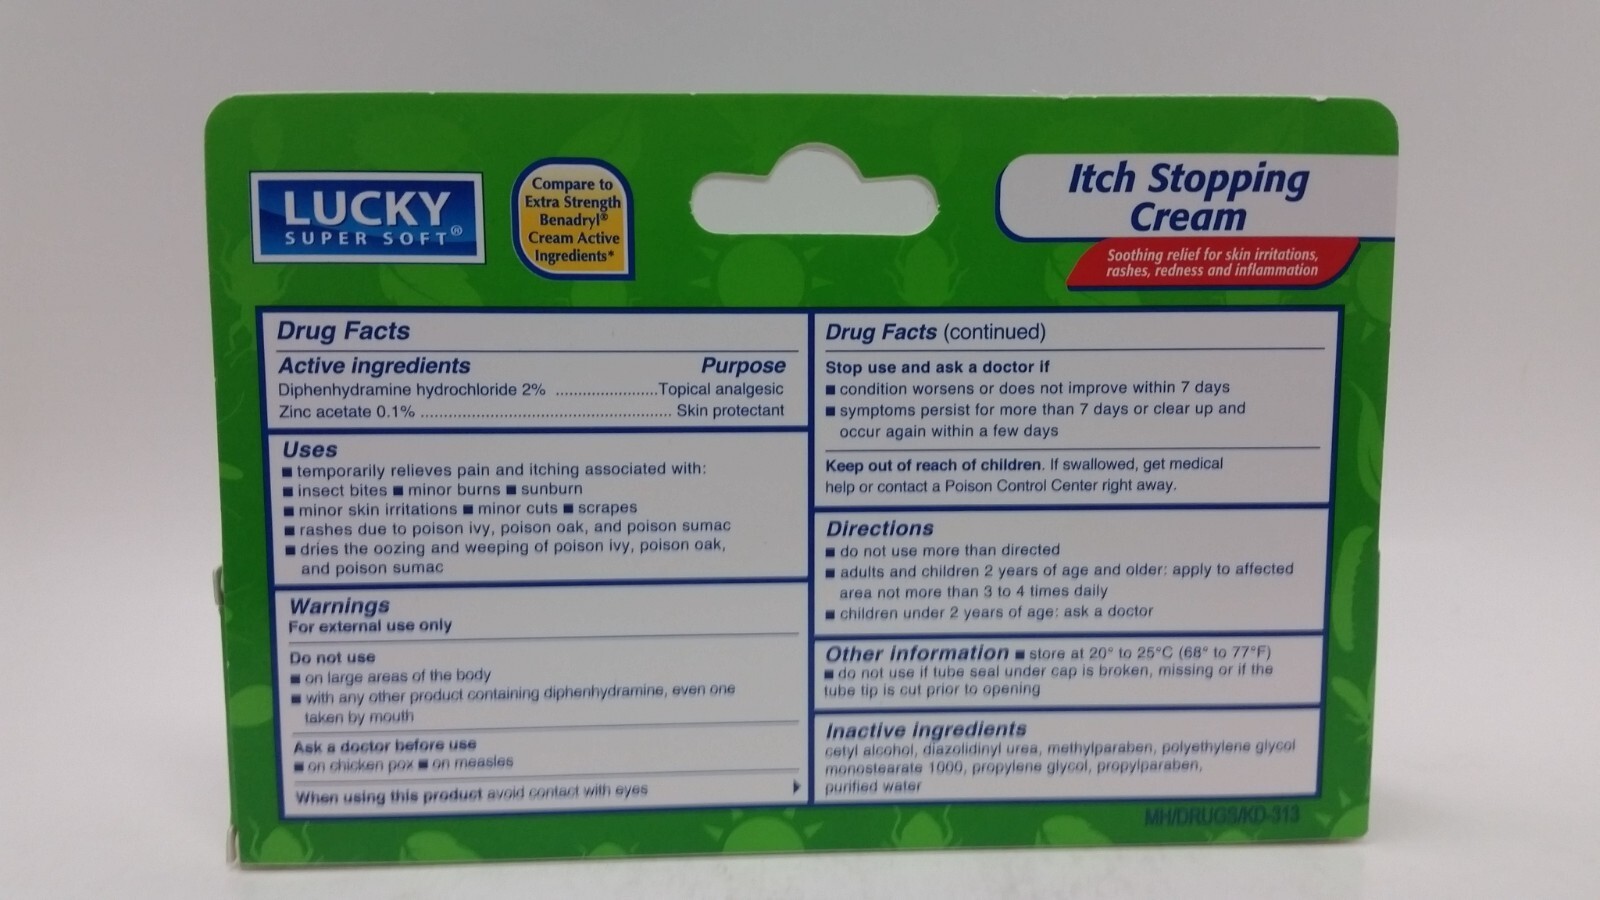 LUCKY
SUPER SOFT®
Compare to
Extra Strength
Benadryl®
Cream Active
Ingredients*
Itch Stopping
Cream
Soothing relief for skin irritations,
rashes, redness and inflammation
Drug Facts
Active ingredients Purpose
Diphenhydramine hydrochloride 2% ......................Topical analgesic
Zinc acetate 0.1% ...................................................... Skin protectant
Uses
■ temporarily relieves pain and itching associated with:
■ insect bites ■ minor burns ■ sunburn
■ minor skin irritations ■ minor cuts ■ scrapes
■ rashes due to poison ivy, poison oak, and poison sumac
■ dries the oozing and weeping of poison ivy, poison oak,
and poison sumac
Warnings
For external use only
Do not use
■ on large areas of the body
■ with any other product containing diphenhydramine, even one
taken by mouth
Ask a doctor before use
■ on chicken pox ■ on measles
When using this product avoid contact with eyes
Drug Facts (continued)
Stop use and ask a doctor if
■ condition worsens or does not improve within 7 days
■ symptoms persist for more than 7 days or clear up and
occur again within a few days
Keep out of reach of children. If swallowed, get medical
help or contact a Poison Control Center right away.
Directions
■ do not use more than directed
■ adults and children 2 years of age and older: apply to affected
area not more than 3 to 4 times daily
■ children under 2 years of age: ask a doctor
Other information ■ store at 20° to 25°C (68° to 77°F)
■ do not use if tube seal under cap is broken, missing or if the
tube tip is cut prior to opening
Inactive ingredients
cetyl alcohol, diazolidinyl urea, methylparaben, polyethylene glycol
monostearate 1000, propylene glycol, propylparaben,
purified water
MH/DRUGS/KD-313